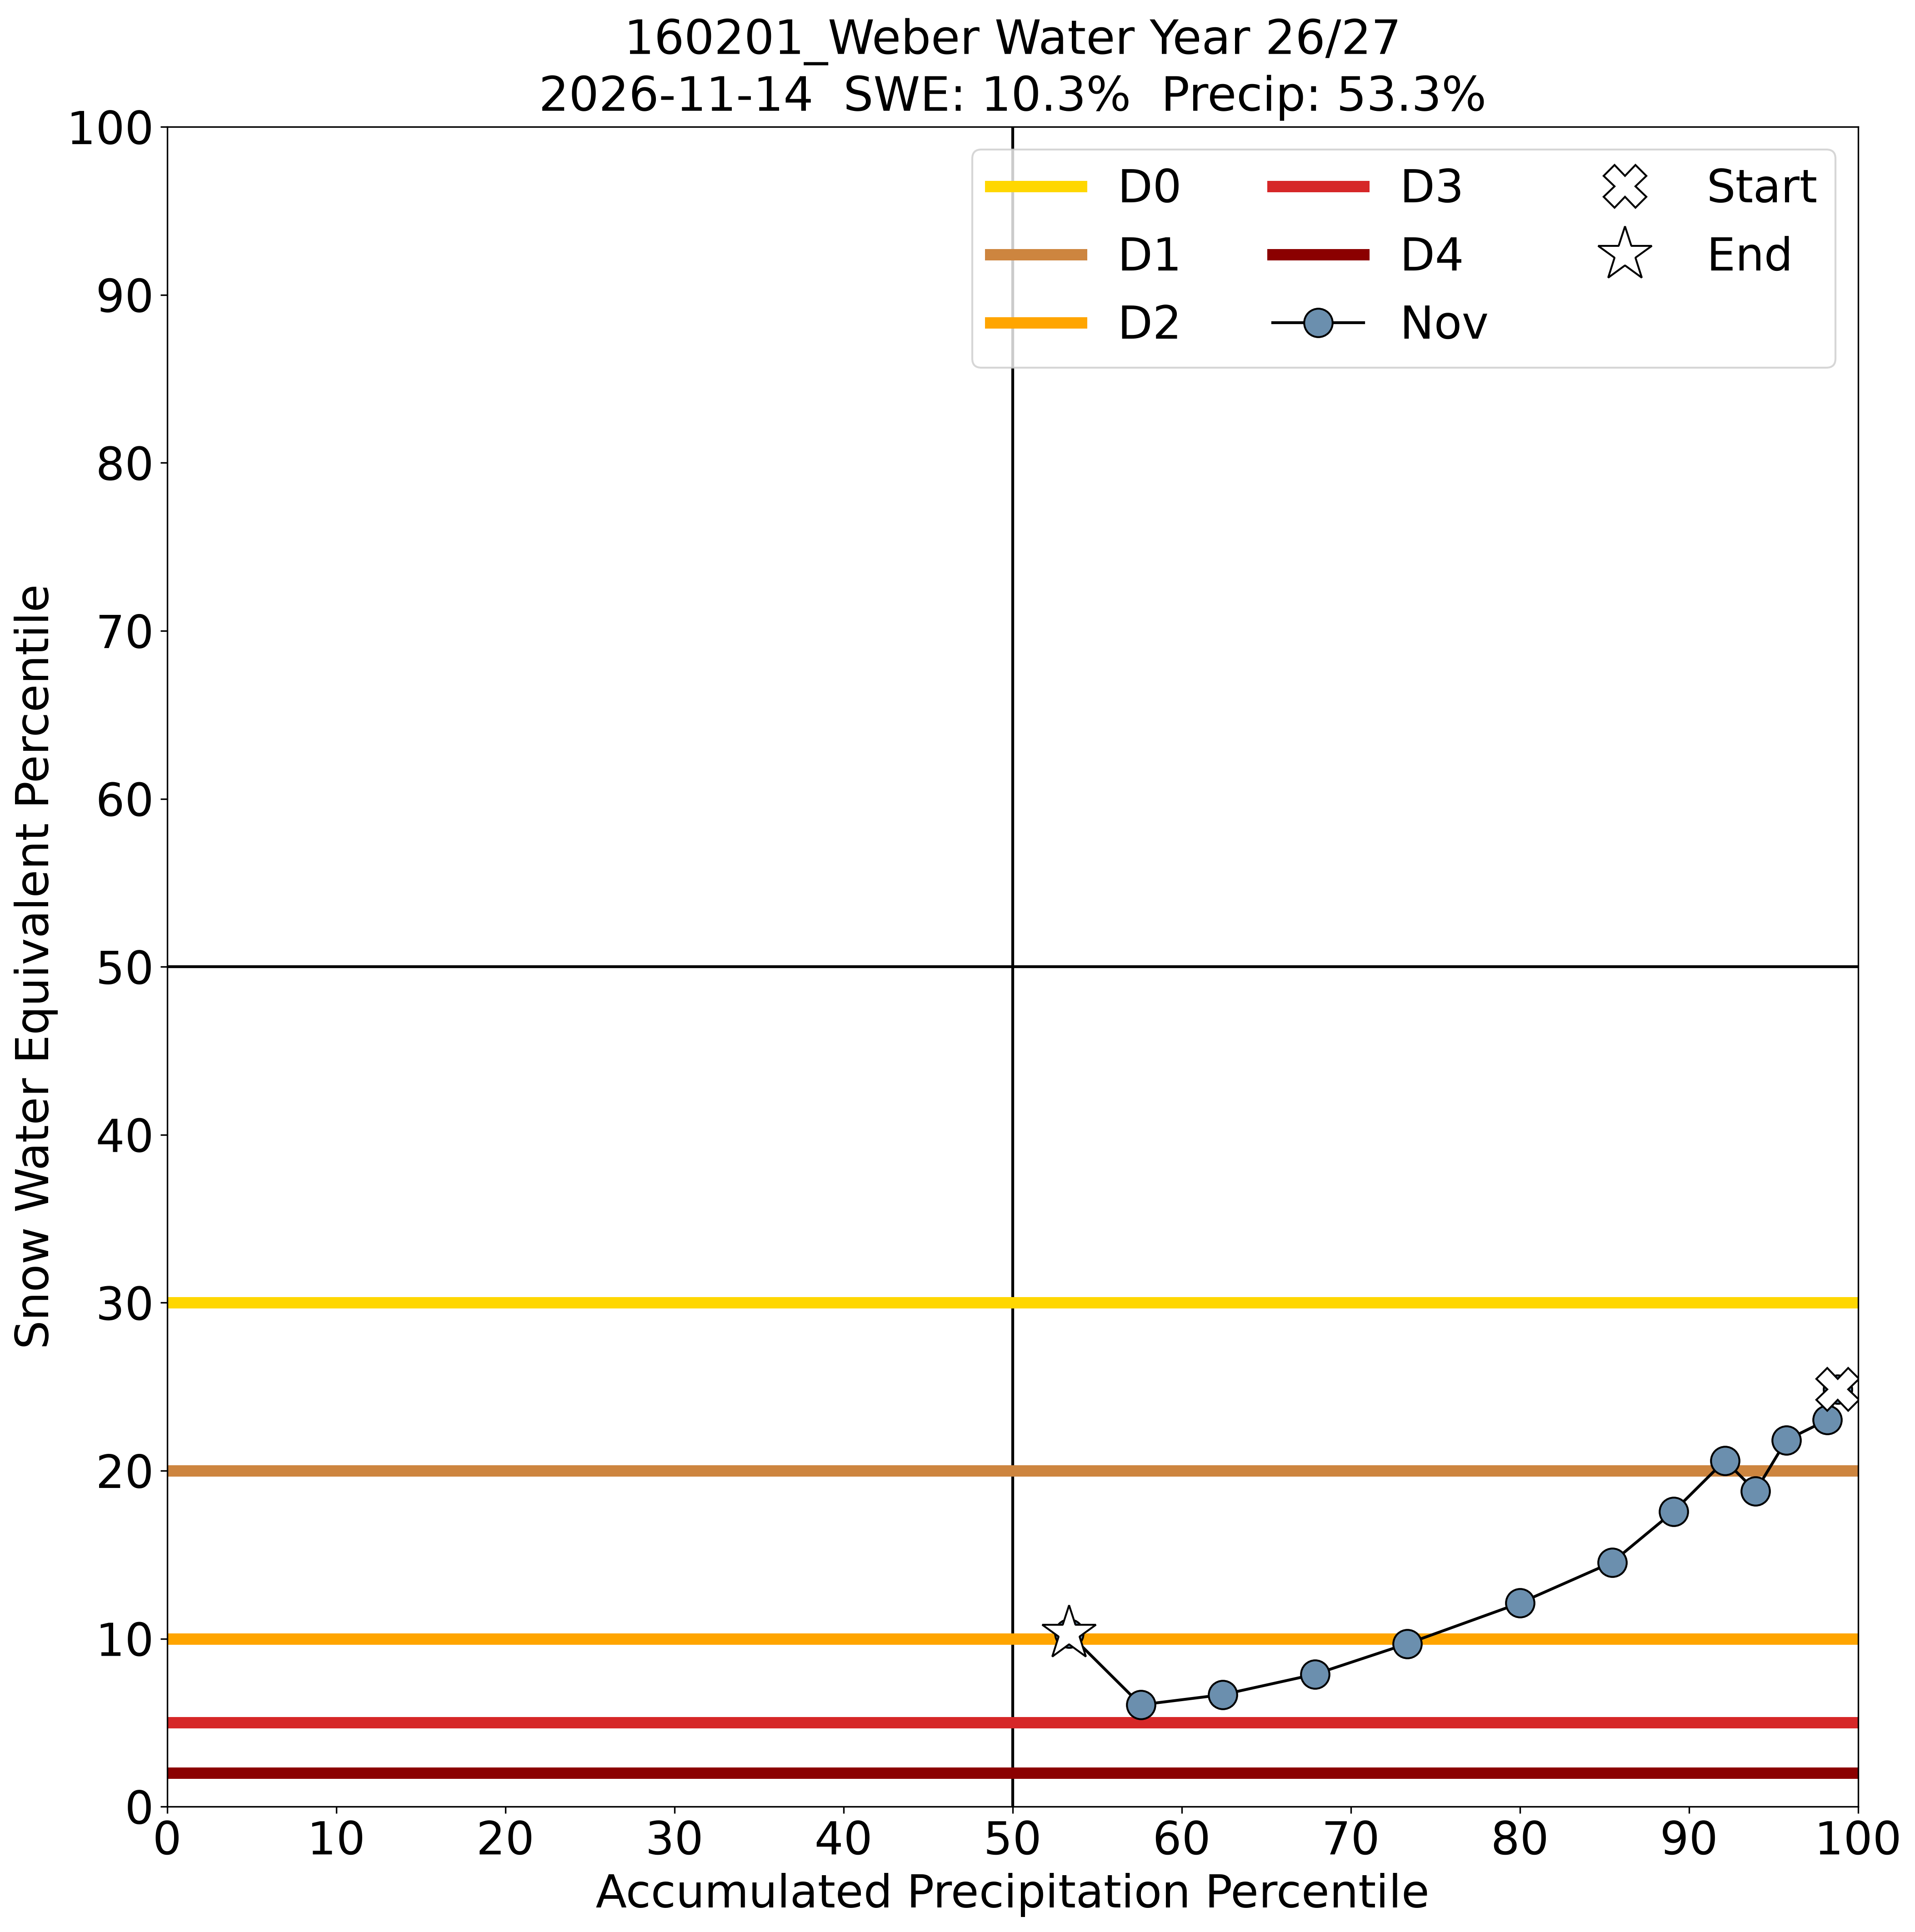 160201_Weber Water Year 26/27
2026-11-14  SWE: 10.3%  Precip: 53.3%
D0
D1
D2
D3
D4
Nov
Start
End
Snow Water Equivalent Percentile
100
90
80
70
60
50
40
30
20
10
0
0 10 20 30 40 50 60 70 80 90 100
Accumulated Precipitation Percentile